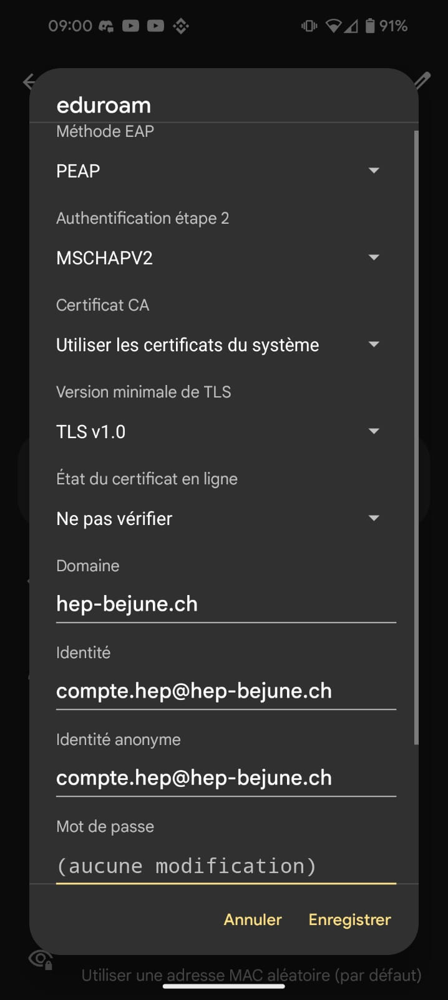 09:00
91%
eduroam
Méthode EAP
PEAP
Authentification étape 2
MSCHAPV2
Certificat CA
Utiliser les certificats du système
Version minimale de TLS
TLS v1.0
État du certificat en ligne
Ne pas vérifier
Domaine
hep-bejune.ch
Identité
compte.hep@hep-bejune.ch
Identité anonyme
compte.hep@hep-bejune.ch
Mot de passe
(aucune modification)
Annuler Enregistrer
Utiliser une adresse MAC aléatoire (par défaut)